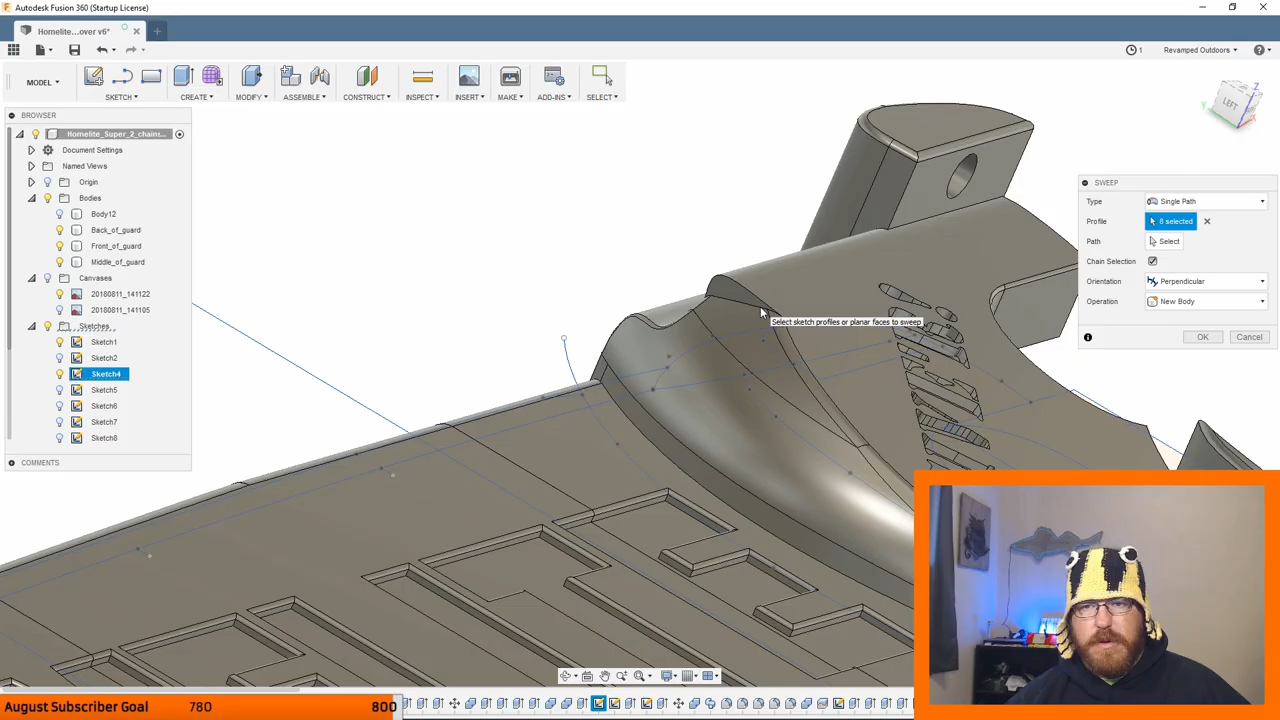 Autodesk Fusion 360 (Startup License)
Homelite...over v6*
1
Revamped Outdoors
MODEL
SKETCH
CREATE
MODIFY
ASSEMBLE
CONSTRUCT
INSPECT
INSERT
MAKE
ADD-INS
SELECT
BROWSER
Homelite_Super_2_chains...
Document Settings
Named Views
Origin
Bodies
Body12
Back_of_guard
Front_of_guard
Middle_of_guard
Canvases
20180811_141122
20180811_141105
Sketches
Sketch1
Sketch2
Sketch4
Sketch5
Sketch6
Sketch7
Sketch8
COMMENTS
LEFT
Z
Y
X
SWEEP
Type
Single Path
Profile
8 selected
Path
Select
Chain Selection
Orientation
Perpendicular
Operation
New Body
OK
Cancel
Select sketch profiles or planar faces to sweep
August Subscriber Goal 780 800